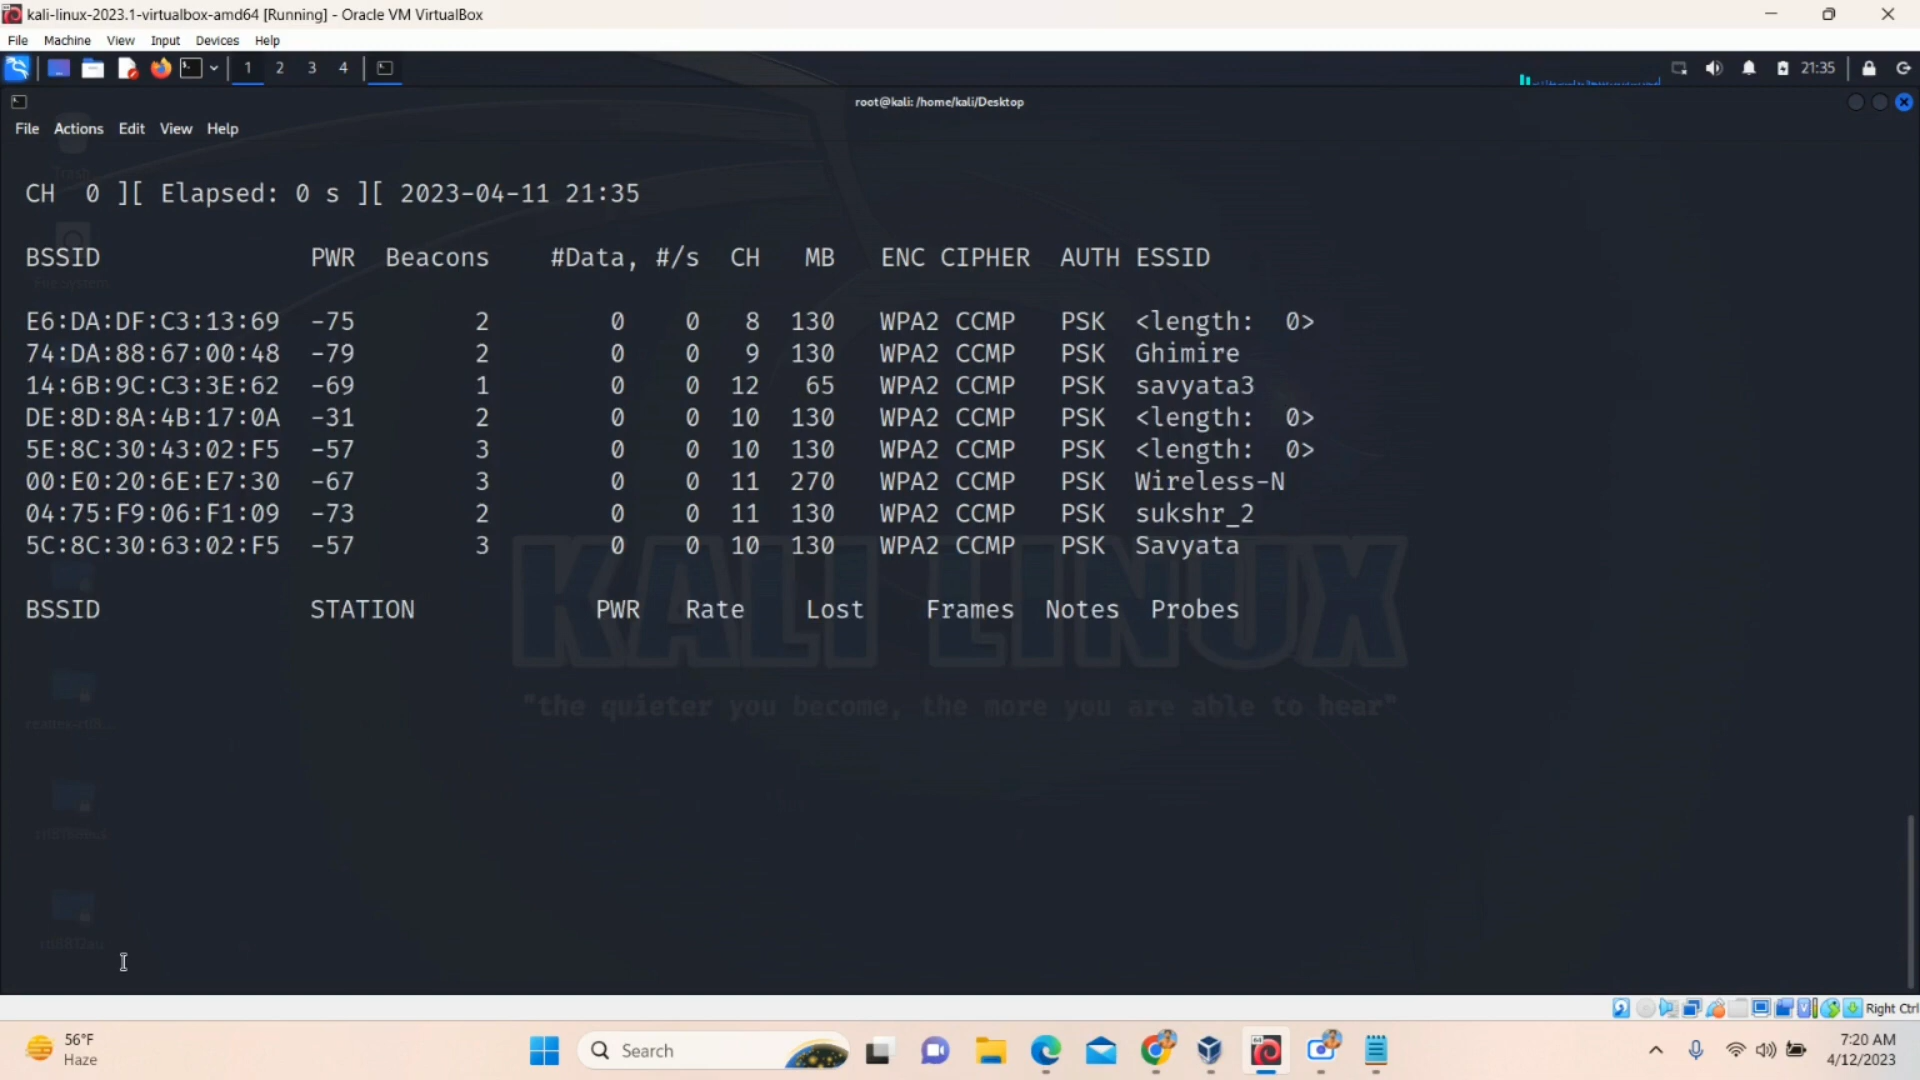 kali-linux-2023.1-virtualbox-amd64 [Running] - Oracle VM VirtualBox
File Machine View Input Devices Help
1 2 3 4 21:35
root@kali: /home/kali/Desktop
File Actions Edit View Help
Trash
CH 0 ][ Elapsed: 0 s ][ 2023-04-11 21:35
BSSID PWR Beacons #Data, #/s CH MB ENC CIPHER AUTH ESSID
File System
E6:DA:DF:C3:13:69 -75 2 0 0 8 130 WPA2 CCMP PSK <length: 0>
74:DA:88:67:00:48 -79 2 0 0 9 130 WPA2 CCMP PSK Ghimire
14:6B:9C:C3:3E:62 -69 1 0 0 12 65 WPA2 CCMP PSK savyata3
DE:8D:8A:4B:17:0A -31 2 0 0 10 130 WPA2 CCMP PSK <length: 0>
5E:8C:30:43:02:F5 -57 3 0 0 10 130 WPA2 CCMP PSK <length: 0>
00:E0:20:6E:E7:30 -67 3 0 0 11 270 WPA2 CCMP PSK Wireless-N
04:75:F9:06:F1:09 -73 2 0 0 11 130 WPA2 CCMP PSK sukshr_2
5C:8C:30:63:02:F5 -57 3 0 0 10 130 WPA2 CCMP PSK Savyata
BSSID STATION PWR Rate Lost Frames Notes Probes
KALI LINUX
"the quieter you become, the more you are able to hear"
Right Ctrl
56°F
Haze
Search
7:20 AM
4/12/2023